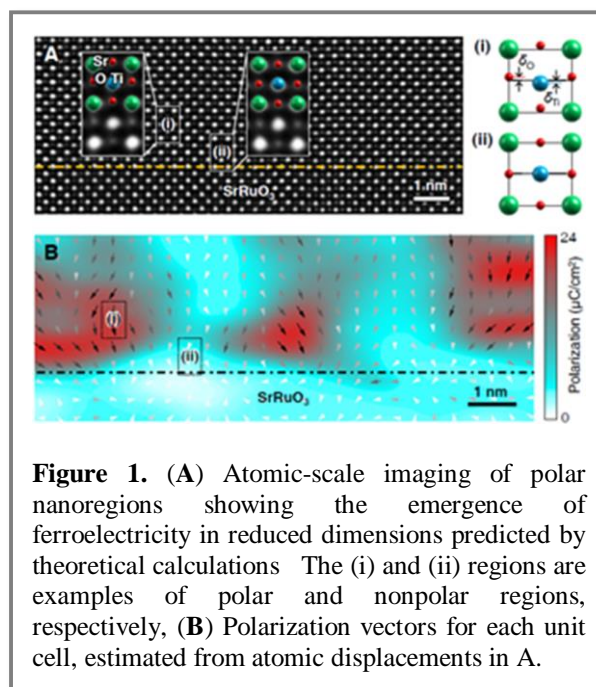 A
Sr
O Ti
(i)
(ii)
SrRuO₃
1 nm
(i)
δO
δTi
(ii)
B
(i)
(ii)
SrRuO₃
1 nm
24
Polarization (μC/cm²)
0
Figure 1. (A) Atomic-scale imaging of polar
nanoregions showing the emergence of
ferroelectricity in reduced dimensions predicted by
theoretical calculations The (i) and (ii) regions are
examples of polar and nonpolar regions,
respectively, (B) Polarization vectors for each unit
cell, estimated from atomic displacements in A.